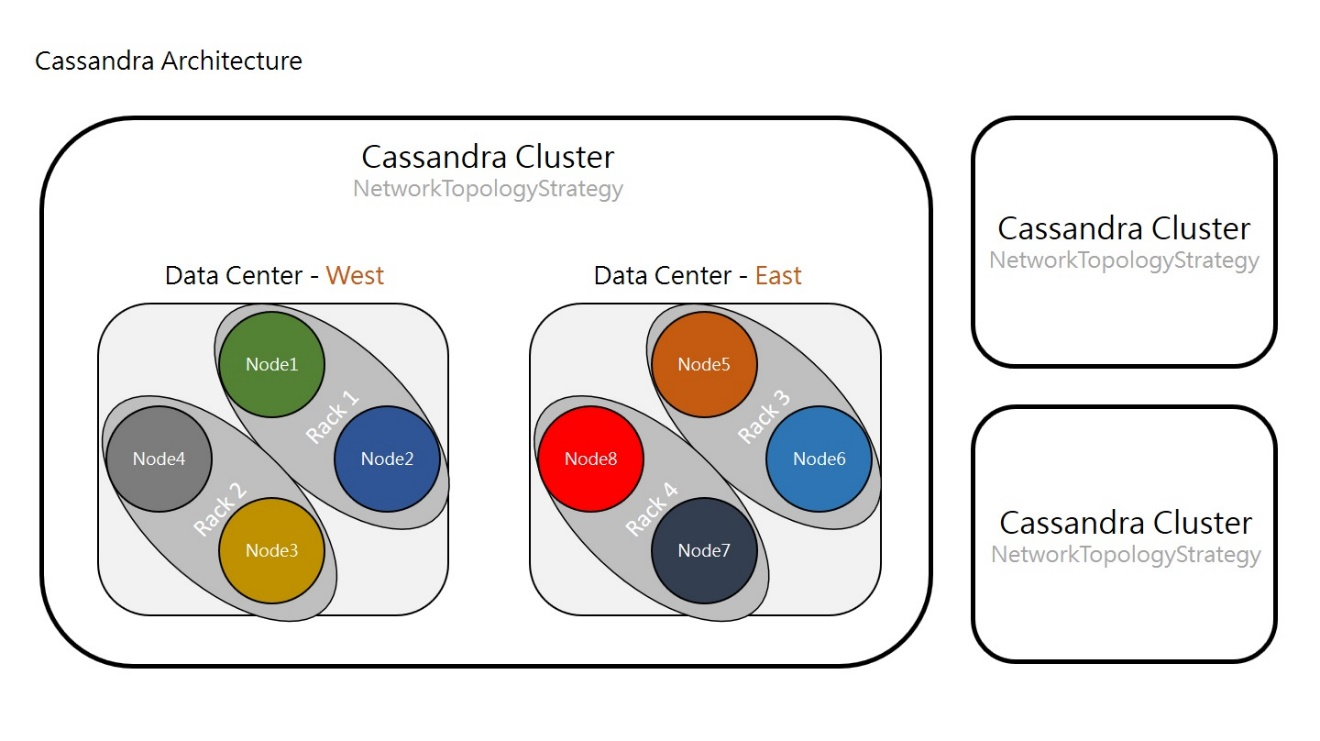 Cassandra Architecture
Cassandra Cluster
NetworkTopologyStrategy
Data Center - West
Node1
Rack 1
Node2
Node4
Rack 2
Node3
Data Center - East
Node5
Rack 3
Node6
Node8
Rack 4
Node7
Cassandra Cluster
NetworkTopologyStrategy
Cassandra Cluster
NetworkTopologyStrategy